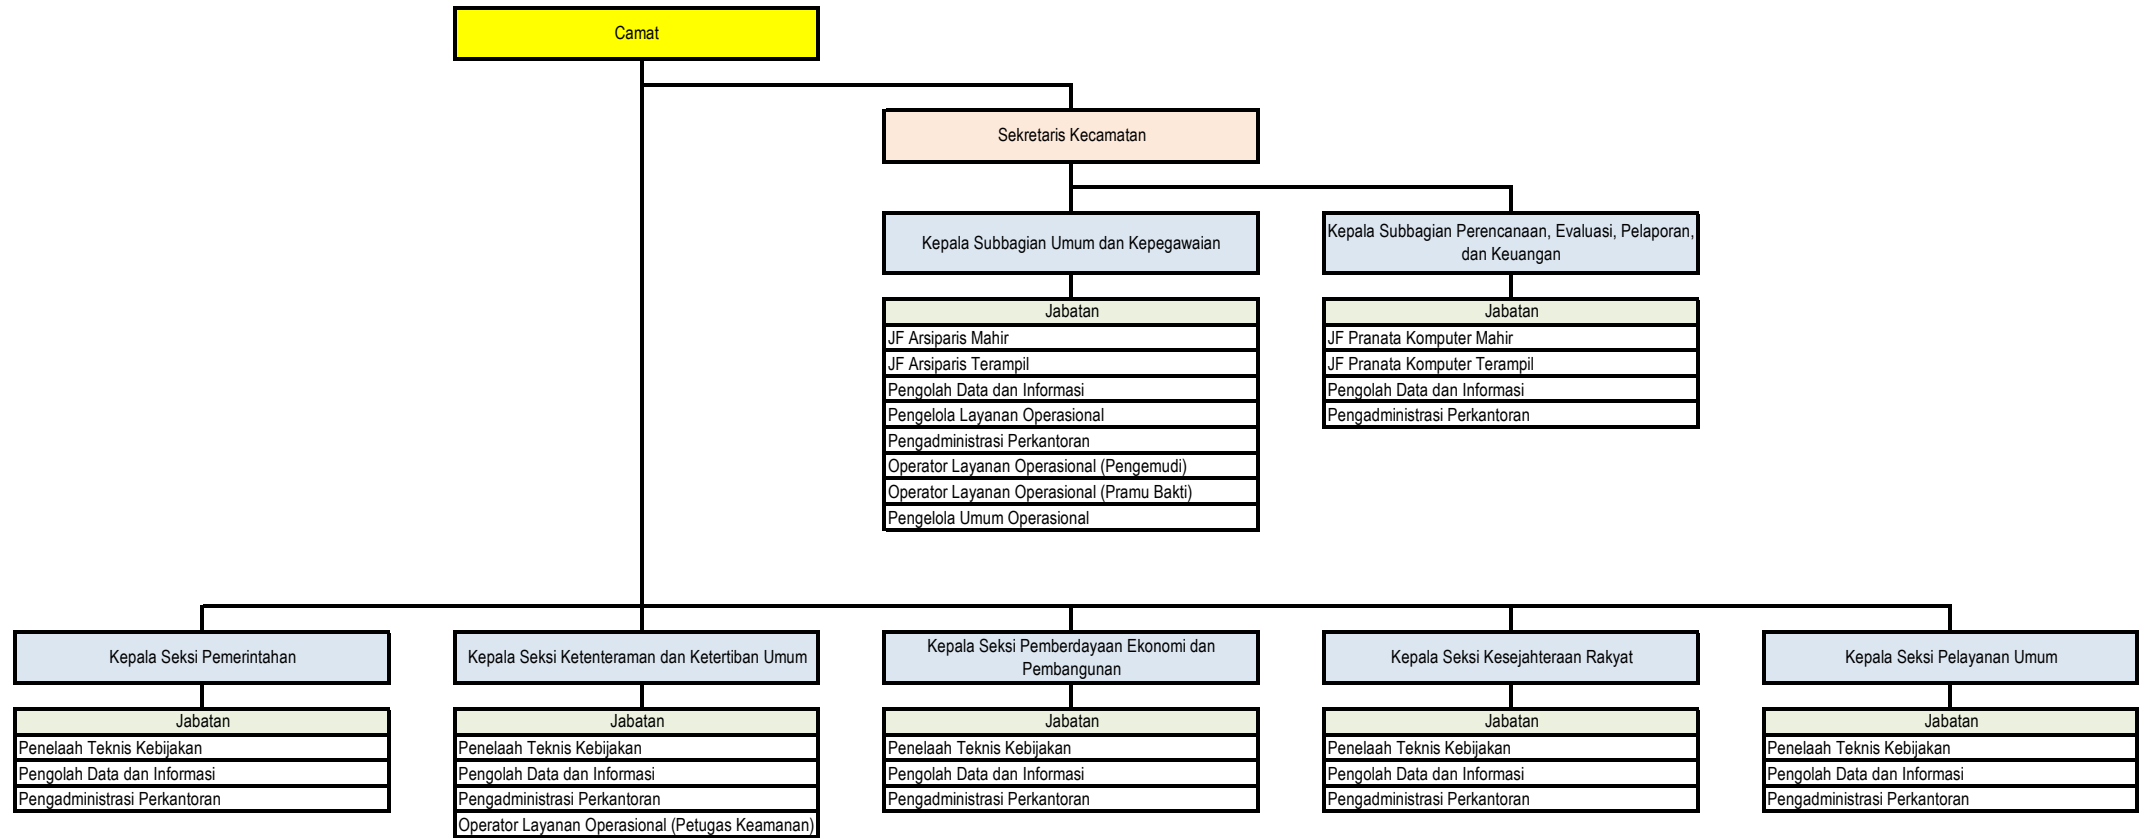 Camat
Sekretaris Kecamatan
Kepala Subbagian Umum dan Kepegawaian
Jabatan
JF Arsiparis Mahir
JF Arsiparis Terampil
Pengolah Data dan Informasi
Pengelola Layanan Operasional
Pengadministrasi Perkantoran
Operator Layanan Operasional (Pengemudi)
Operator Layanan Operasional (Pramu Bakti)
Pengelola Umum Operasional
Kepala Subbagian Perencanaan, Evaluasi, Pelaporan,
dan Keuangan
Jabatan
JF Pranata Komputer Mahir
JF Pranata Komputer Terampil
Pengolah Data dan Informasi
Pengadministrasi Perkantoran
Kepala Seksi Pemerintahan
Jabatan
Penelaah Teknis Kebijakan
Pengolah Data dan Informasi
Pengadministrasi Perkantoran
Kepala Seksi Ketenteraman dan Ketertiban Umum
Jabatan
Penelaah Teknis Kebijakan
Pengolah Data dan Informasi
Pengadministrasi Perkantoran
Operator Layanan Operasional (Petugas Keamanan)
Kepala Seksi Pemberdayaan Ekonomi dan
Pembangunan
Jabatan
Penelaah Teknis Kebijakan
Pengolah Data dan Informasi
Pengadministrasi Perkantoran
Kepala Seksi Kesejahteraan Rakyat
Jabatan
Penelaah Teknis Kebijakan
Pengolah Data dan Informasi
Pengadministrasi Perkantoran
Kepala Seksi Pelayanan Umum
Jabatan
Penelaah Teknis Kebijakan
Pengolah Data dan Informasi
Pengadministrasi Perkantoran